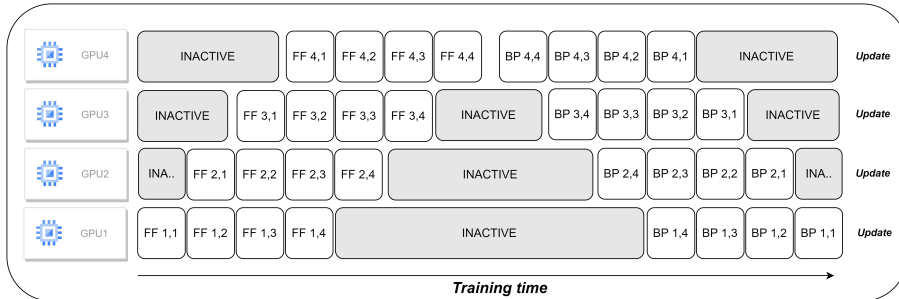 GPU4 INACTIVE FF 4,1 FF 4,2 FF 4,3 FF 4,4 BP 4,4 BP 4,3 BP 4,2 BP 4,1 INACTIVE Update
GPU3 INACTIVE FF 3,1 FF 3,2 FF 3,3 FF 3,4 INACTIVE BP 3,4 BP 3,3 BP 3,2 BP 3,1 INACTIVE Update
GPU2 INA.. FF 2,1 FF 2,2 FF 2,3 FF 2,4 INACTIVE BP 2,4 BP 2,3 BP 2,2 BP 2,1 INA.. Update
GPU1 FF 1,1 FF 1,2 FF 1,3 FF 1,4 INACTIVE BP 1,4 BP 1,3 BP 1,2 BP 1,1 Update
Training time